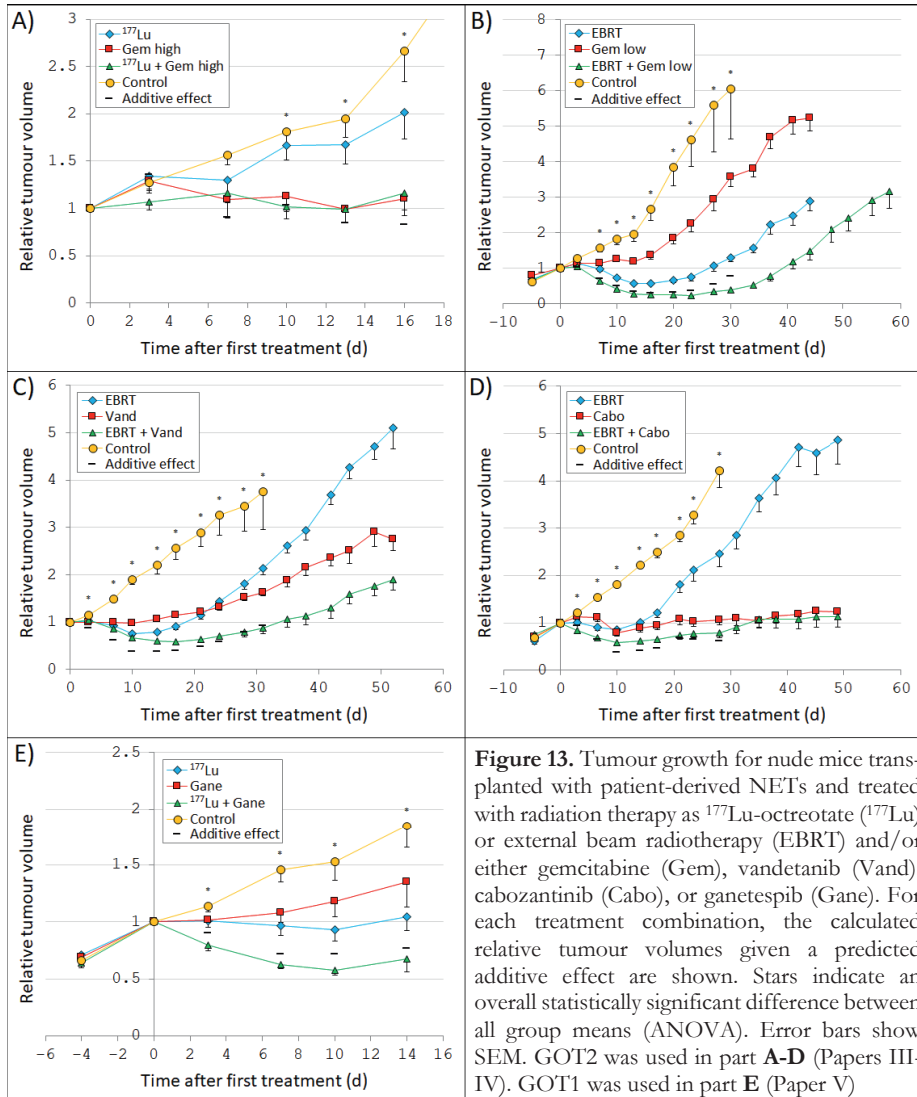 A)
3
2.5
2
1.5
1
0.5
0
Relative tumour volume
¹⁷⁷Lu
Gem high
¹⁷⁷Lu + Gem high
Control
Additive effect
* * * *
0 2 4 6 8 10 12 14 16 18
Time after first treatment (d)
B)
8
6
5
4
3
2
1
0
Relative tumour volume
EBRT
Gem low
EBRT + Gem low
Control
Additive effect
* * * * * * * *
-10 0 10 20 30 40 50 60
Time after first treatment (d)
C)
6
5
4
3
2
1
0
Relative tumour volume
EBRT
Vand
EBRT + Vand
Control
Additive effect
* * * * * * * * *
0 10 20 30 40 50 60
Time after first treatment (d)
D)
6
5
4
3
2
1
0
Relative tumour volume
EBRT
Cabo
EBRT + Cabo
Control
Additive effect
* * * * * * * *
-10 0 10 20 30 40 50 60
Time after first treatment (d)
E)
2.5
2
1.5
1
0.5
0
Relative tumour volume
¹⁷⁷Lu
Gane
¹⁷⁷Lu + Gane
Control
Additive effect
* * * *
-6 -4 -2 0 2 4 6 8 10 12 14 16
Time after first treatment (d)
Figure 13. Tumour growth for nude mice trans-
planted with patient-derived NETs and treated
with radiation therapy as ¹⁷⁷Lu-octreotate (¹⁷⁷Lu)
or external beam radiotherapy (EBRT) and/or
either gemcitabine (Gem), vandetanib (Vand)
cabozantinib (Cabo), or ganetespib (Gane). For
each treatment combination, the calculated
relative tumour volumes given a predicted
additive effect are shown. Stars indicate an
overall statistically significant difference between
all group means (ANOVA). Error bars show
SEM. GOT2 was used in part A-D (Papers III-
IV). GOT1 was used in part E (Paper V)